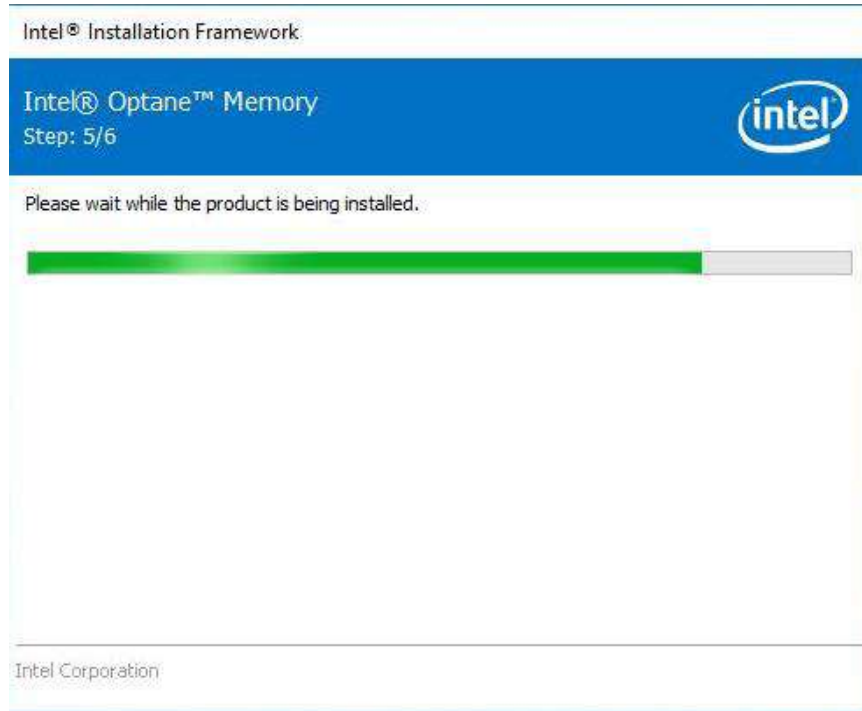 Intel® Installation Framework
Intel® Optane™ Memory
Step: 5/6
intel
Please wait while the product is being installed.
Intel Corporation